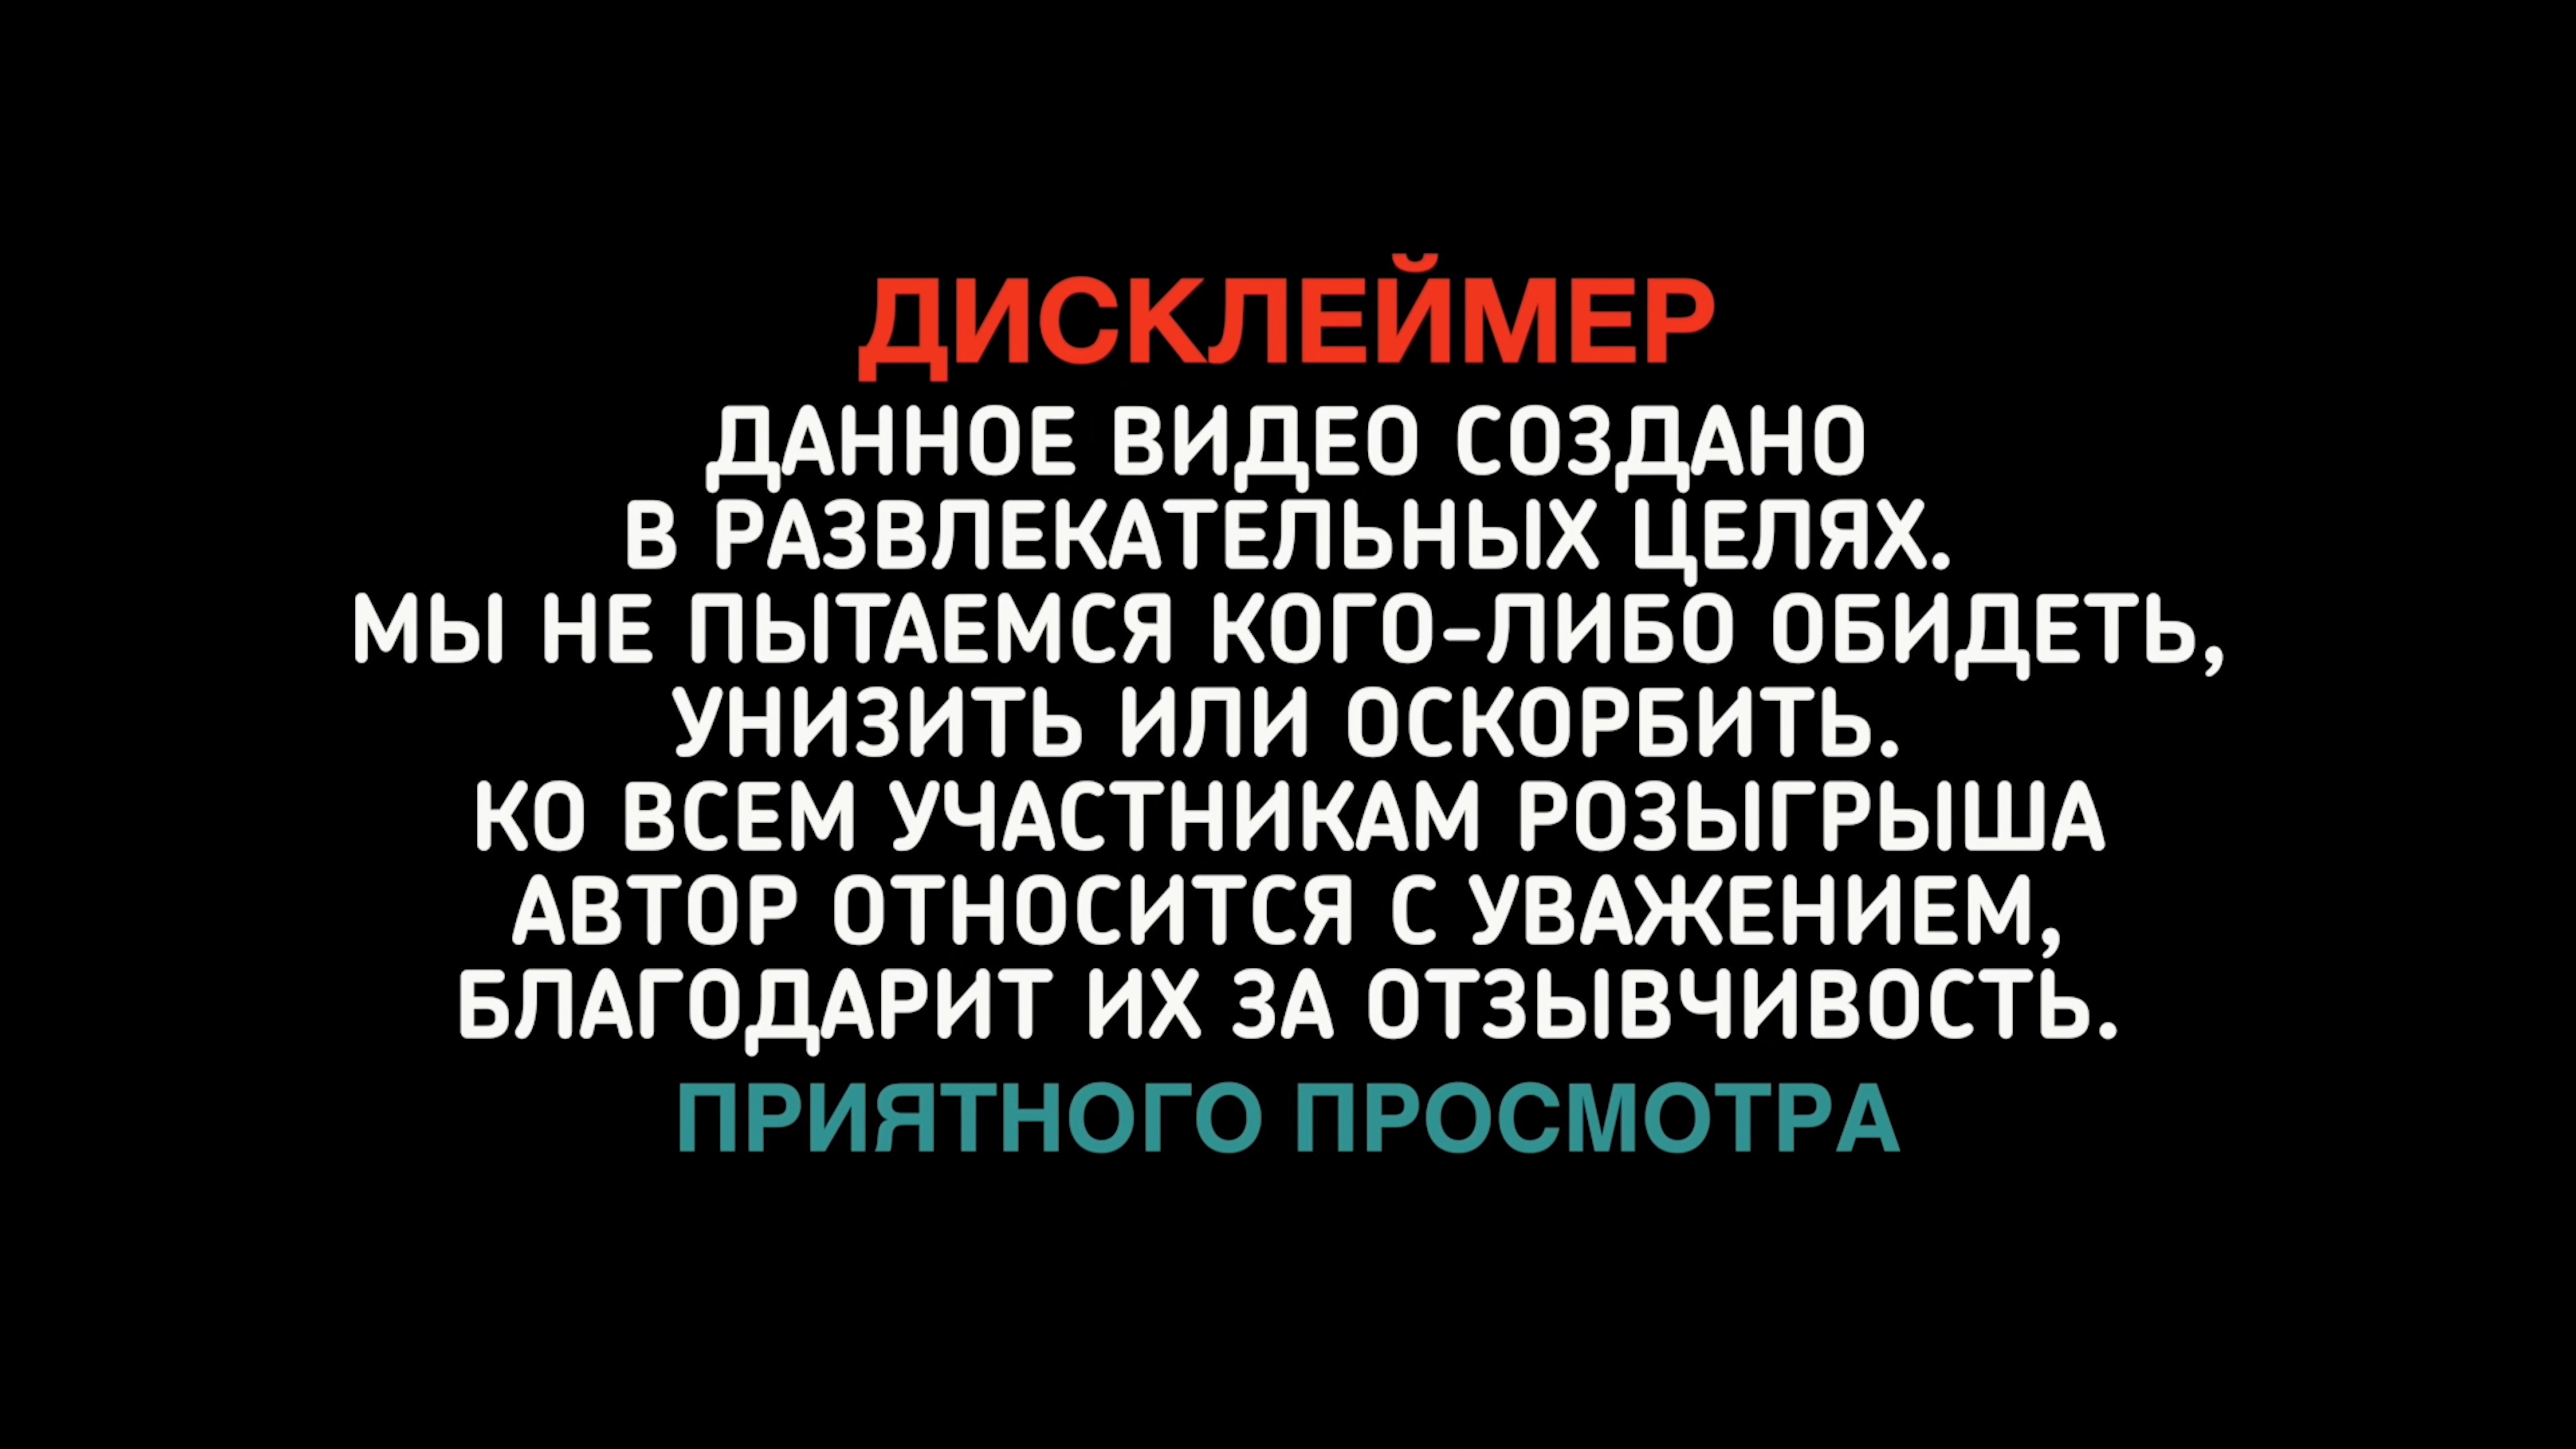 ДИСКЛЕЙМЕР
ДАННОЕ ВИДЕО СОЗДАНО
В РАЗВЛЕКАТЕЛЬНЫХ ЦЕЛЯХ.
МЫ НЕ ПЫТАЕМСЯ КОГО-ЛИБО ОБИДЕТЬ,
УНИЗИТЬ ИЛИ ОСКОРБИТЬ.
КО ВСЕМ УЧАСТНИКАМ РОЗЫГРЫША
АВТОР ОТНОСИТСЯ С УВАЖЕНИЕМ,
БЛАГОДАРИТ ИХ ЗА ОТЗЫВЧИВОСТЬ.
ПРИЯТНОГО ПРОСМОТРА